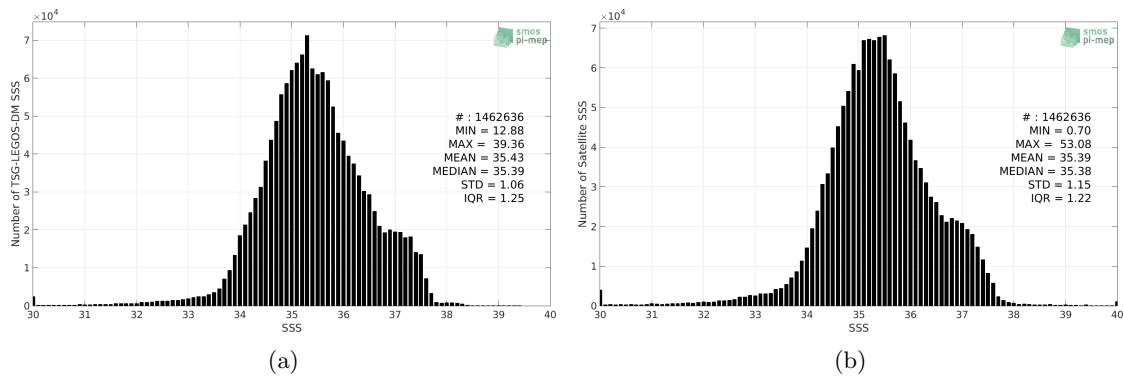 ×10⁴
7
6
5
4
3
2
1
0
Number of TSG-LEGOS-DM SSS
30 31 32 33 34 35 36 37 38 39 40
SSS
smos
pi-mep
# : 1462636
MIN = 12.88
MAX = 39.36
MEAN = 35.43
MEDIAN = 35.39
STD = 1.06
IQR = 1.25
(a)
×10⁴
7
6
5
4
3
2
1
0
Number of Satellite SSS
30 31 32 33 34 35 36 37 38 39 40
SSS
smos
pi-mep
# : 1462636
MIN = 0.70
MAX = 53.08
MEAN = 35.39
MEDIAN = 35.38
STD = 1.15
IQR = 1.22
(b)